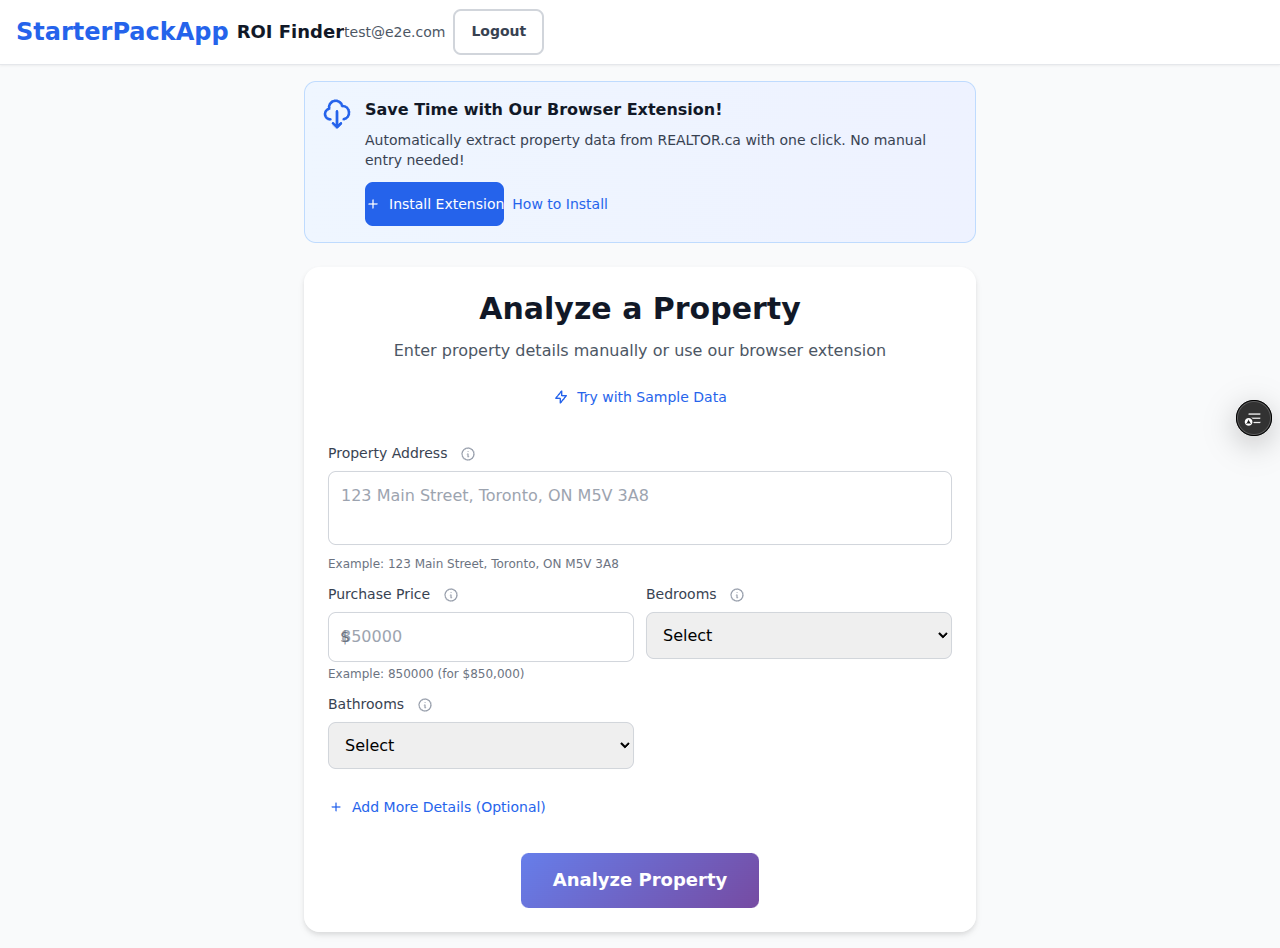 StarterPackApp ROI Finder test@e2e.com Logout
Save Time with Our Browser Extension!
Automatically extract property data from REALTOR.ca with one click. No manual
entry needed!
Install Extension How to Install
Analyze a Property
Enter property details manually or use our browser extension
Try with Sample Data
Property Address
123 Main Street, Toronto, ON M5V 3A8
Example: 123 Main Street, Toronto, ON M5V 3A8
Purchase Price Bedrooms
$850000 Select
Example: 850000 (for $850,000)
Bathrooms
Select
+ Add More Details (Optional)
Analyze Property